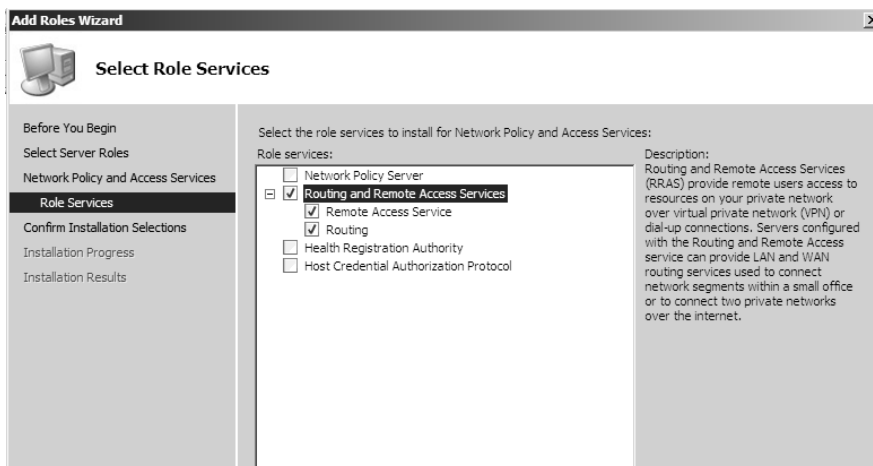 Add Roles Wizard
Select Role Services
Before You Begin
Select Server Roles
Network Policy and Access Services
Role Services
Confirm Installation Selections
Installation Progress
Installation Results
Select the role services to install for Network Policy and Access Services:
Role services:
Network Policy Server
Routing and Remote Access Services
Remote Access Service
Routing
Health Registration Authority
Host Credential Authorization Protocol
Description:
Routing and Remote Access Services
(RRAS) provide remote users access to
resources on your private network
over virtual private network (VPN) or
dial-up connections. Servers configured
with the Routing and Remote Access
service can provide LAN and WAN
routing services used to connect
network segments within a small office
or to connect two private networks
over the internet.